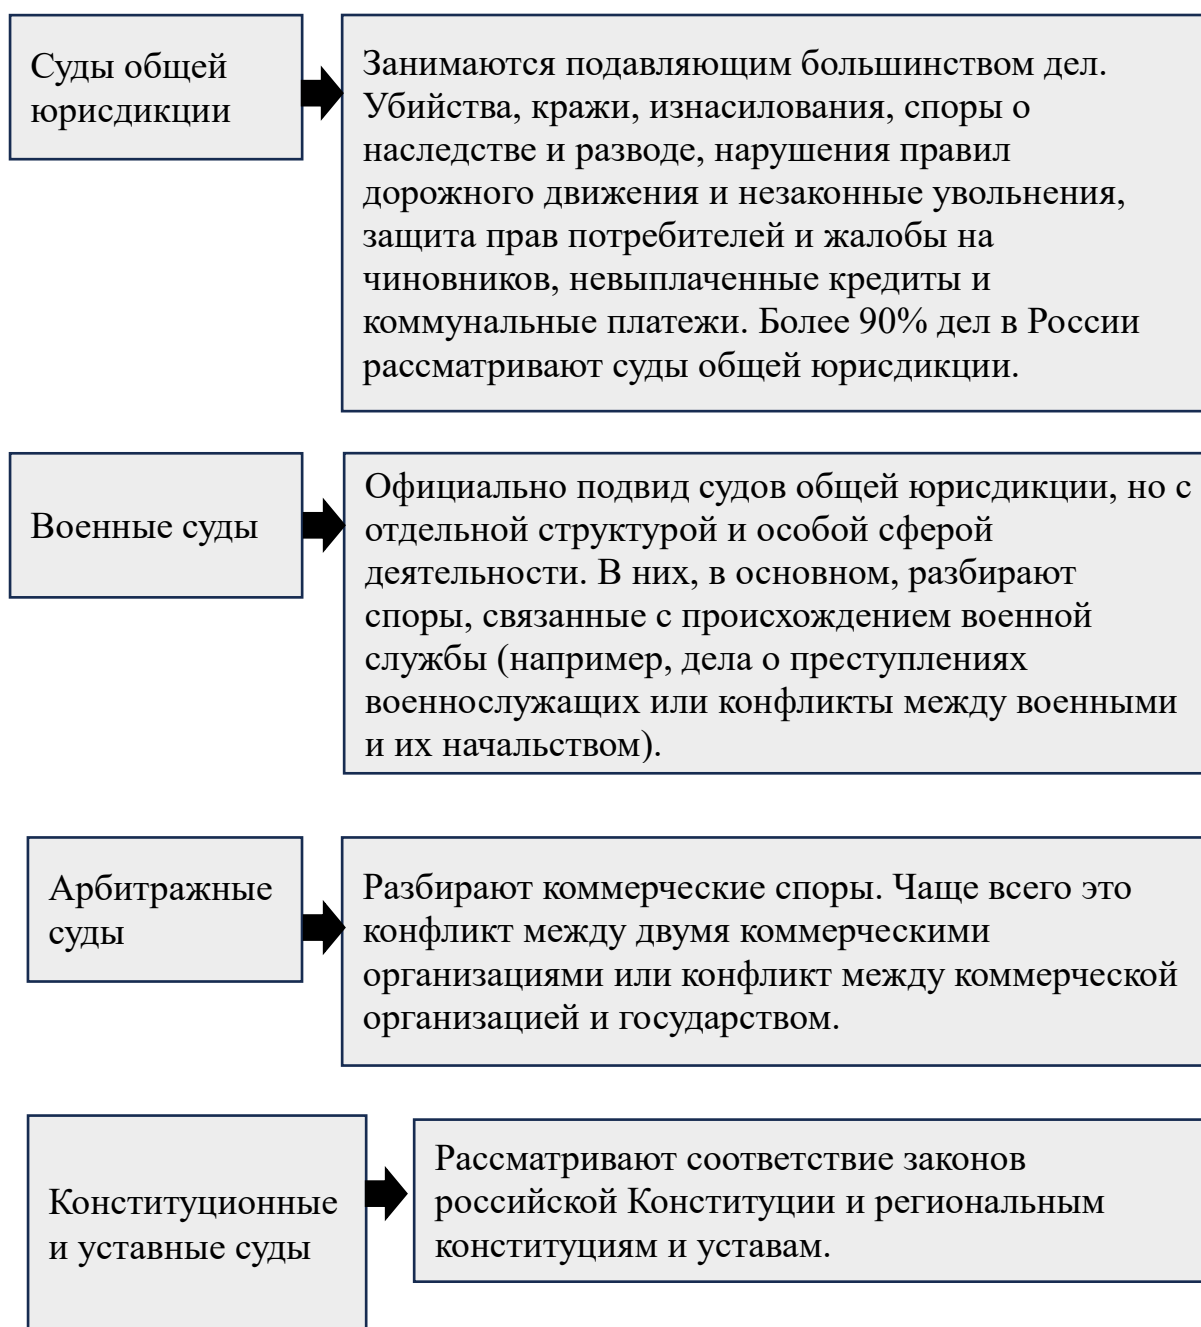 Суды общей
юрисдикции
Занимаются подавляющим большинством дел.
Убийства, кражи, изнасилования, споры о
наследстве и разводе, нарушения правил
дорожного движения и незаконные увольнения,
защита прав потребителей и жалобы на
чиновников, невыплаченные кредиты и
коммунальные платежи. Более 90% дел в России
рассматривают суды общей юрисдикции.
Военные суды
Официально подвид судов общей юрисдикции, но с
отдельной структурой и особой сферой
деятельности. В них, в основном, разбирают
споры, связанные с происхождением военной
службы (например, дела о преступлениях
военнослужащих или конфликты между военными
и их начальством).
Арбитражные
суды
Разбирают коммерческие споры. Чаще всего это
конфликт между двумя коммерческими
организациями или конфликт между коммерческой
организацией и государством.
Конституционные
и уставные суды
Рассматривают соответствие законов
российской Конституции и региональным
конституциям и уставам.